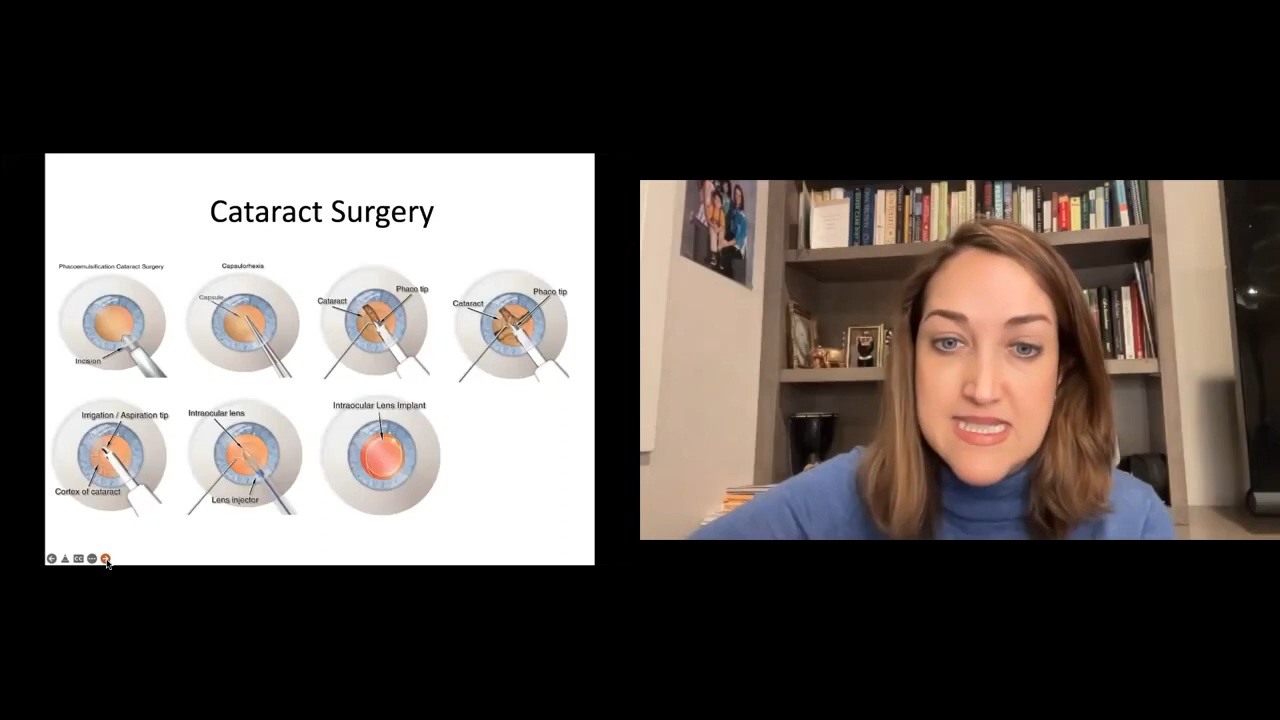 Cataract Surgery
Phacoemulsification Cataract Surgery
Incision
Capsulorhexis
Capsule
Cataract
Phaco tip
Cataract
Phaco tip
Irrigation / Aspiration tip
Cortex of cataract
Intraocular lens
Lens injector
Intraocular Lens Implant
CC